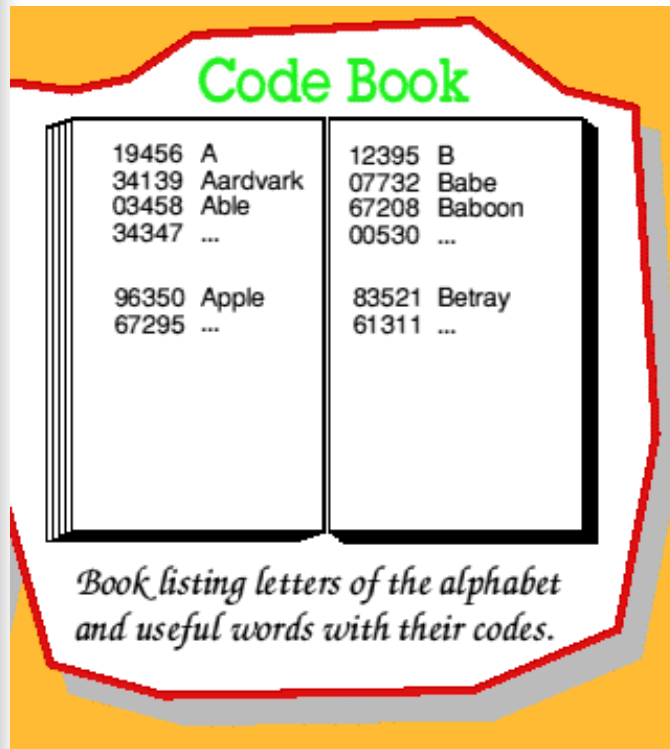 Code Book
19456 A
34139 Aardvark
03458 Able
34347 ...
96350 Apple
67295 ...
12395 B
07732 Babe
67208 Baboon
00530 ...
83521 Betray
61311 ...
Book listing letters of the alphabet
and useful words with their codes.